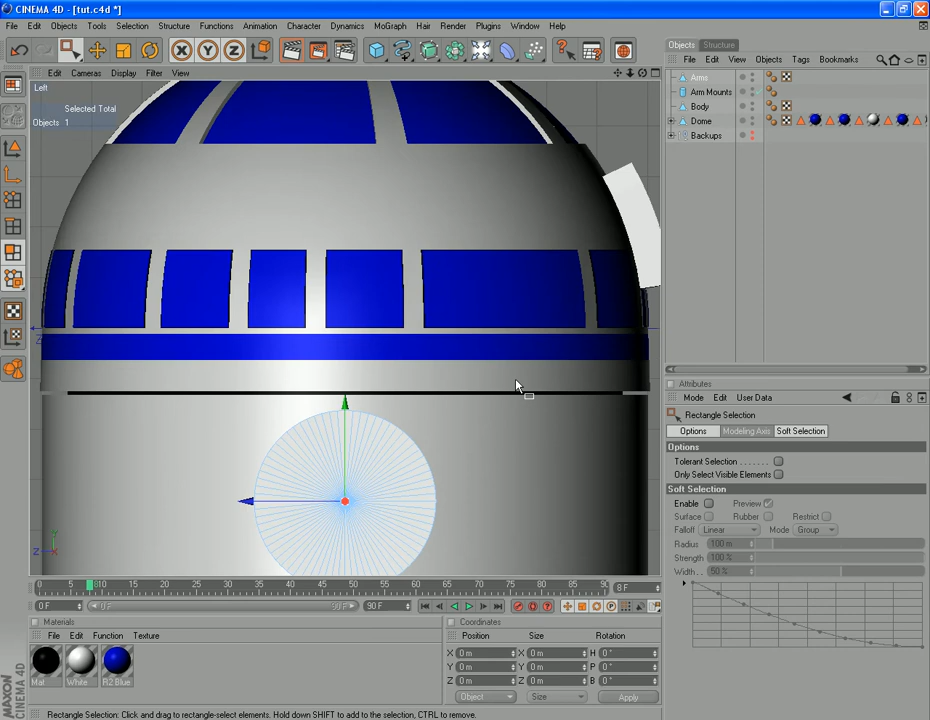 CINEMA 4D - [tut.c4d *]
File Edit Objects Tools Selection Structure Functions Animation Character Dynamics MoGraph Hair Render Plugins Window Help
Edit Cameras Display Filter View
Left
Selected Total
Objects 1
Objects Structure
File Edit View Objects Tags Bookmarks
Arms
Arm Mounts
Body
Dome
Backups
Attributes
Mode Edit User Data
Rectangle Selection
Options Modeling Axis Soft Selection
Options
Tolerant Selection
Only Select Visible Elements
Soft Selection
Enable Preview
Surface Rubber Restrict
Falloff Linear Mode Group
Radius 100 m
Strength 100 %
Width 50 %
Y
Z
0 5 10 15 20 25 30 35 40 45 50 55 60 65 70 75 80 85 90 8 F
0 F 0 F 90 F 90 F
Materials
File Edit Function Texture
Mat White R2 Blue
Coordinates
Position Size Rotation
X 0 m X 0 m H 0 °
Y 0 m Y 0 m P 0 °
Z 0 m Z 0 m B 0 °
Object Size Apply
MAXON CINEMA 4D
Rectangle Selection: Click and drag to rectangle-select elements. Hold down SHIFT to add to the selection, CTRL to remove.